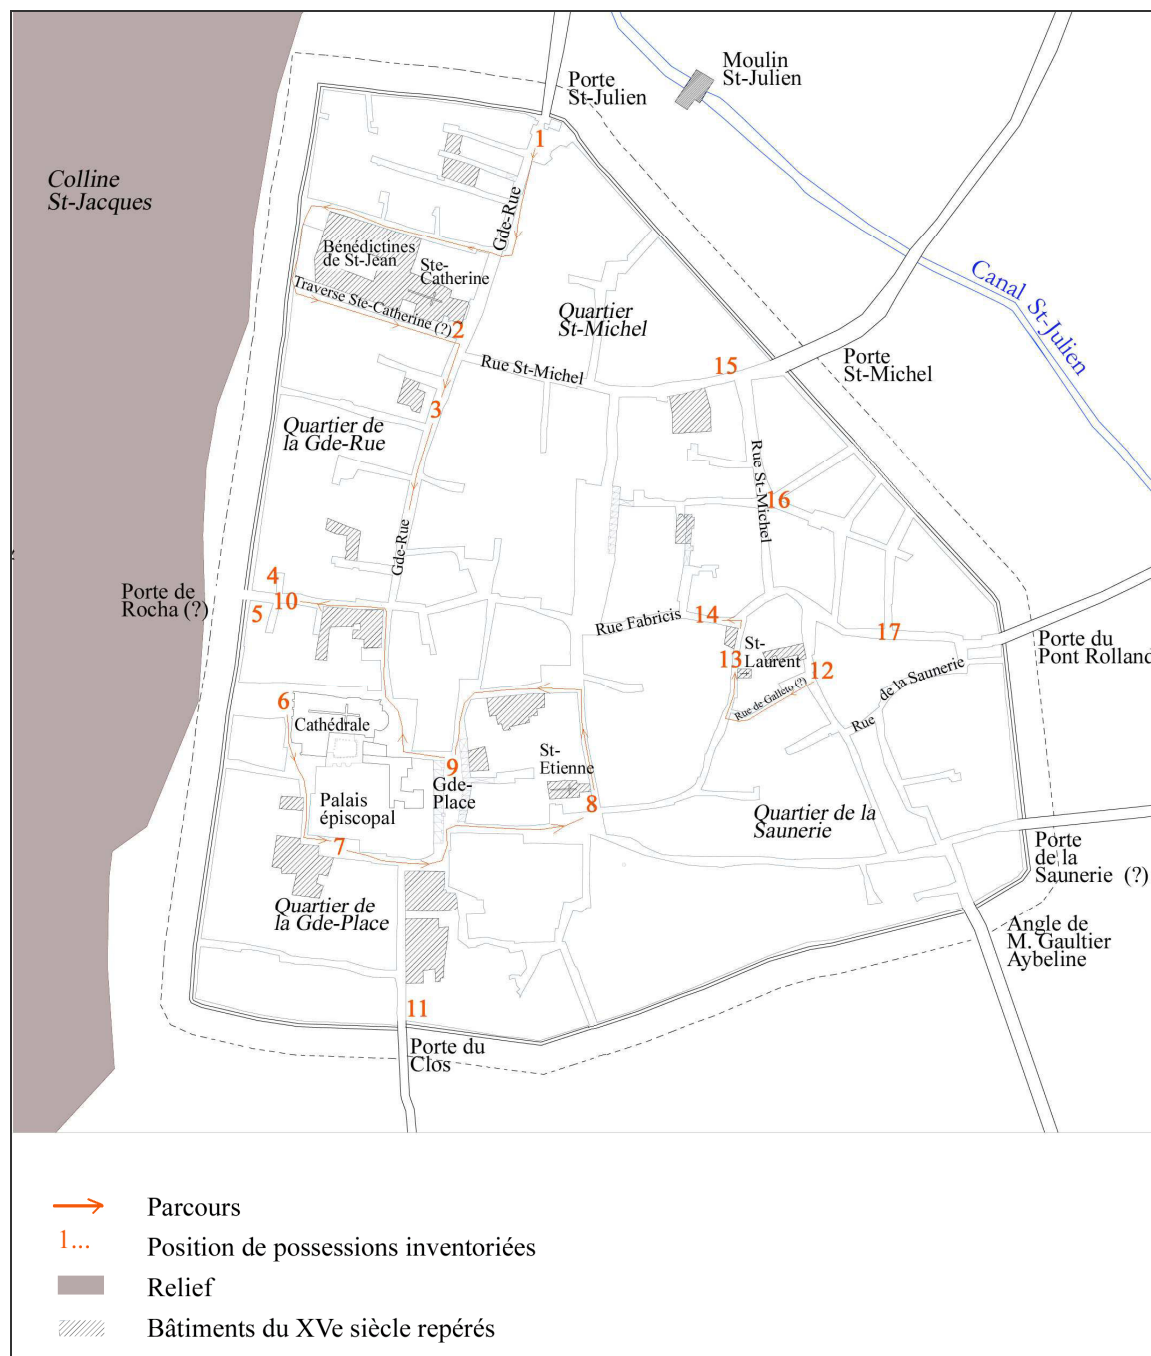 Moulin
St-Julien
Porte
St-Julien
1
Colline
St-Jacques
Gde-Rue
Bénédictines
de St-Jean
Ste-
Catherine
Traverse Ste-Catherine (?)
2
Canal St-Julien
Quartier
St-Michel
Rue St-Michel
15
Porte
St-Michel
3
Quartier de
la Gde-Rue
Rue St-Michel
16
Gde-Rue
4
Porte de
Rocha (?)
5
10
Rue Fabricis
14
17
Porte du
Pont Rolland
St-
Laurent
13
12
Rue de Galleto (?)
Rue de la Saunerie
6
Cathédrale
9
Gde-
Place
St-
Etienne
8
Palais
épiscopal
7
Quartier de la
Saunerie
Porte
de la
Saunerie (?)
Quartier de
la Gde-Place
Angle de
M. Gaultier
Aybeline
11
Porte du
Clos
Parcours
1... Position de possessions inventoriées
Relief
Bâtiments du XVe siècle repérés